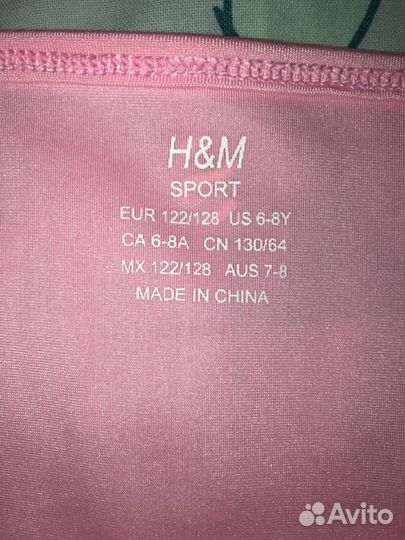 H&M
SPORT
EUR 122/128 US 6-8Y
CA 6-8A CN 130/64
MX 122/128 AUS 7-8
MADE IN CHINA
Avito